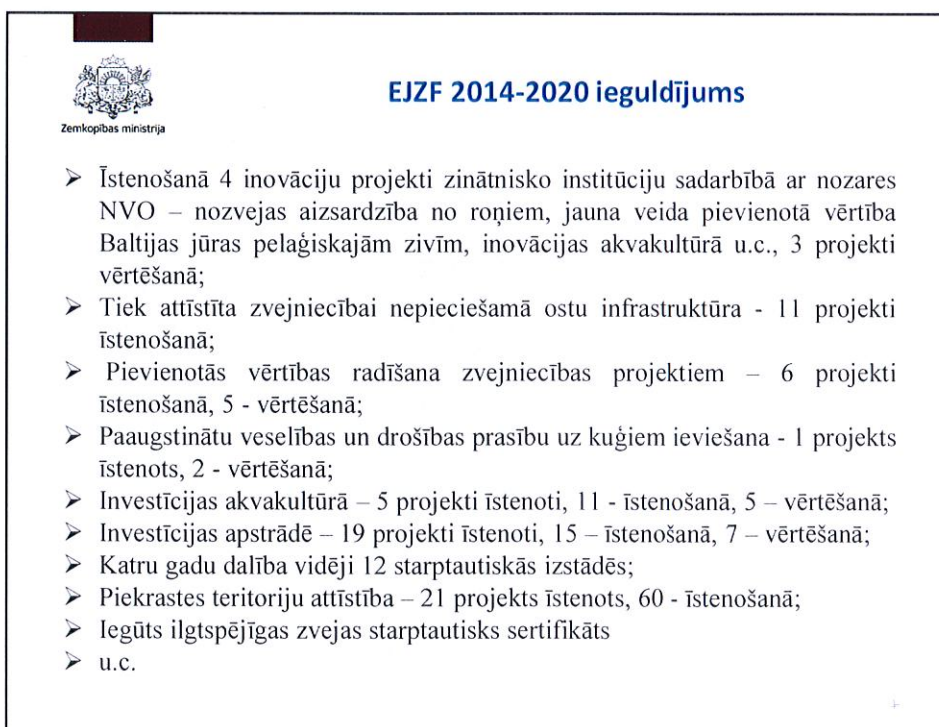 Zemkopības ministrija
EJZF 2014-2020 ieguldījums
➢ Īstenošanā 4 inovāciju projekti zinātnisko institūciju sadarbībā ar nozares
NVO – nozvejas aizsardzība no roņiem, jauna veida pievienotā vērtība
Baltijas jūras pelaģiskajām zivīm, inovācijas akvakultūrā u.c., 3 projekti
vērtēšanā;
➢ Tiek attīstīta zvejniecībai nepieciešamā ostu infrastruktūra - 11 projekti
īstenošanā;
➢ Pievienotās vērtības radīšana zvejniecības projektiem – 6 projekti
īstenošanā, 5 - vērtēšanā;
➢ Paaugstinātu veselības un drošības prasību uz kuģiem ieviešana - 1 projekts
īstenots, 2 - vērtēšanā;
➢ Investīcijas akvakultūrā – 5 projekti īstenoti, 11 - īstenošanā, 5 – vērtēšanā;
➢ Investīcijas apstrādē – 19 projekti īstenoti, 15 – īstenošanā, 7 – vērtēšanā;
➢ Katru gadu dalība vidēji 12 starptautiskās izstādēs;
➢ Piekrastes teritoriju attīstība – 21 projekts īstenots, 60 - īstenošanā;
➢ Iegūts ilgtspējīgas zvejas starptautisks sertifikāts
➢ u.c.